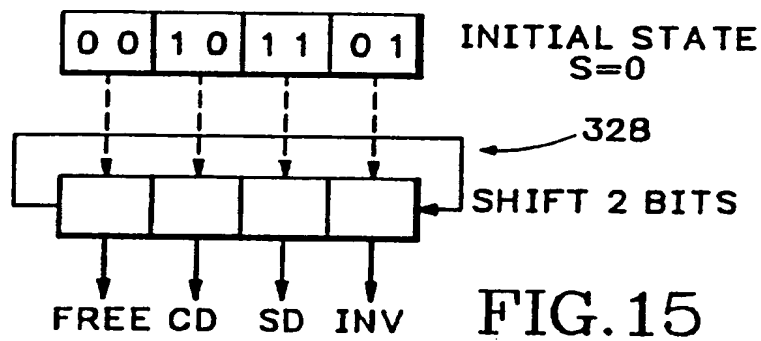 0 0 1 0 1 1 0 1 INITIAL STATE
S=0
328
SHIFT 2 BITS
FREE CD SD INV
FIG.15